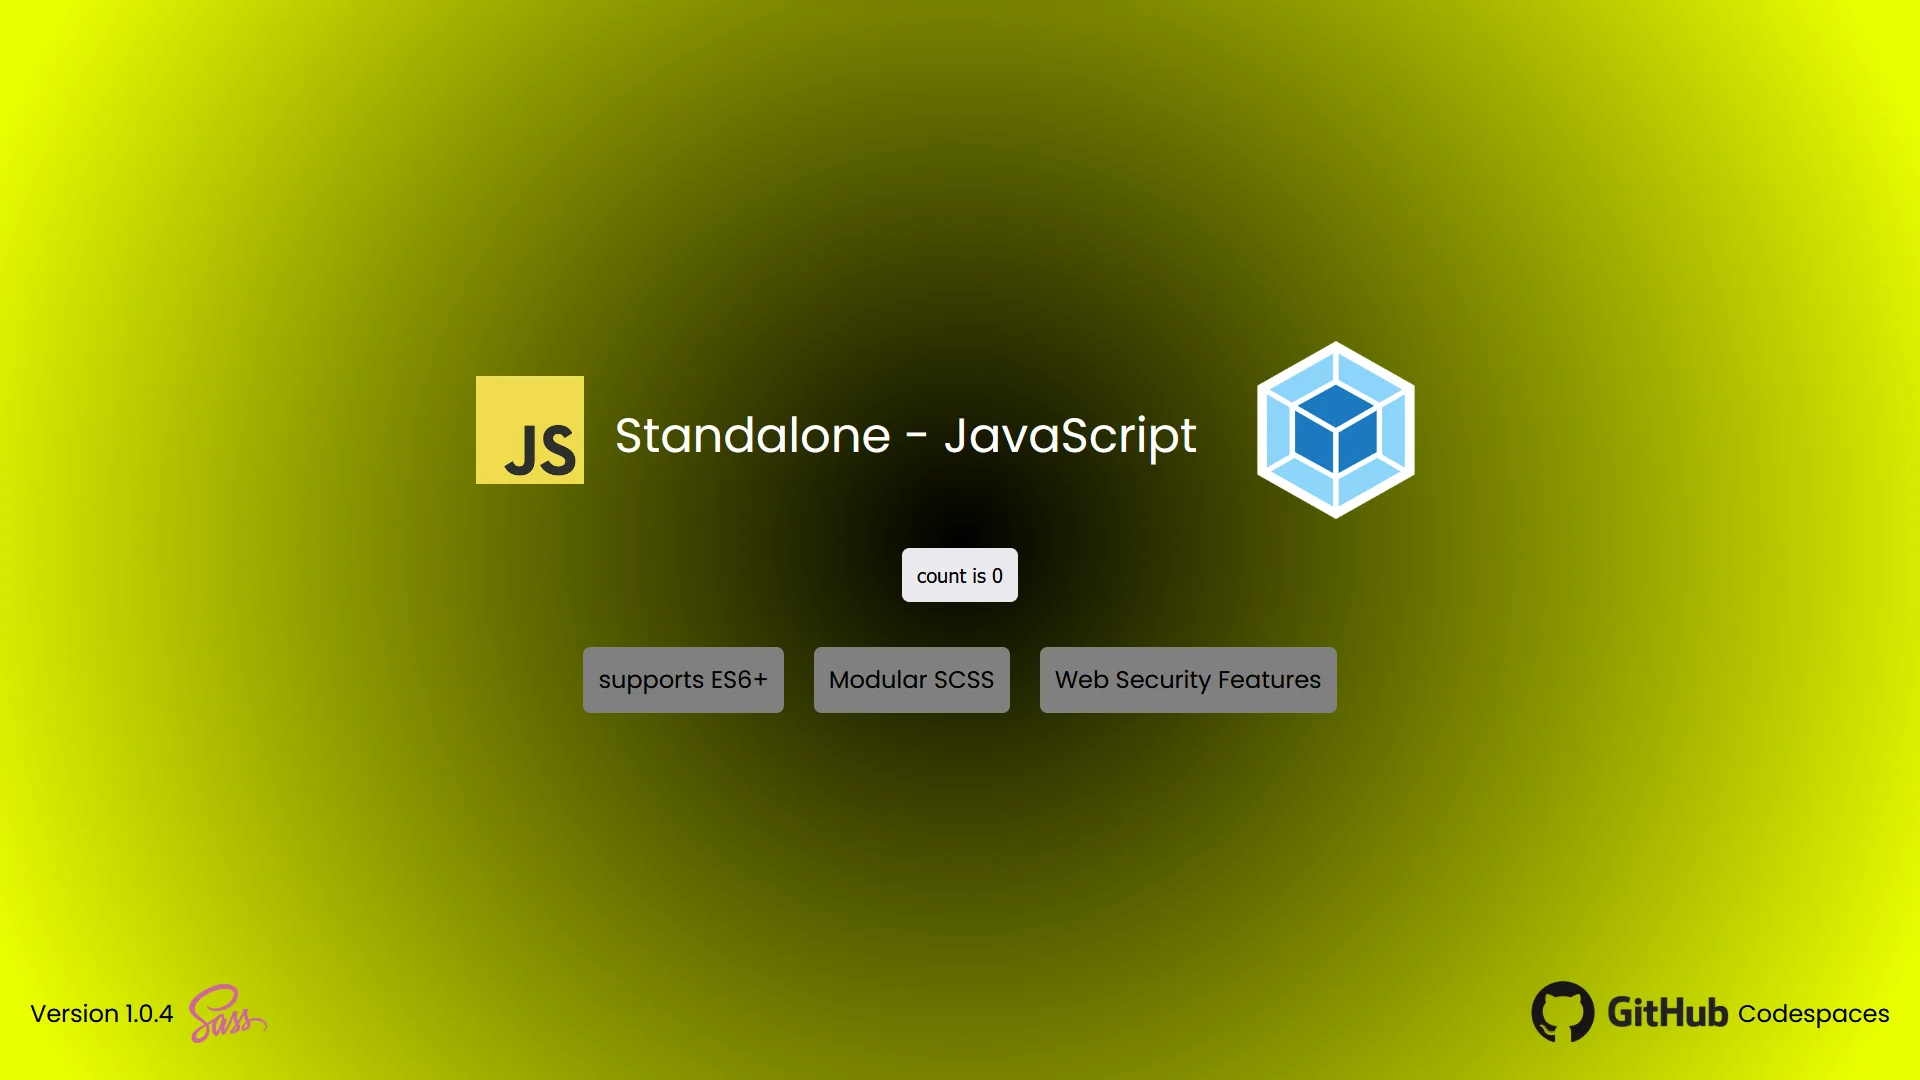 JS
Standalone - JavaScript
count is 0
supports ES6+
Modular SCSS
Web Security Features
Version 1.0.4 Sass
GitHub Codespaces